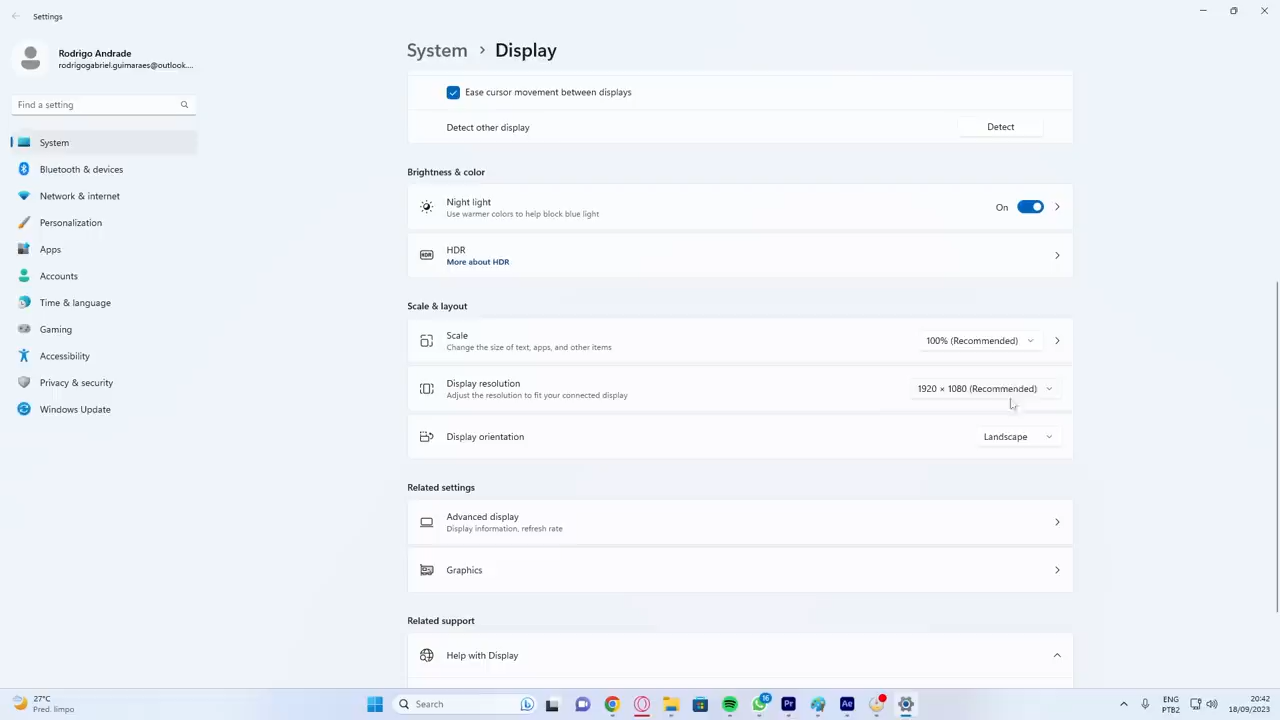 Settings
Rodrigo Andrade
rodrigogabriel.guimaraes@outlook....
Find a setting
System
Bluetooth & devices
Network & internet
Personalization
Apps
Accounts
Time & language
Gaming
Accessibility
Privacy & security
Windows Update
System > Display
Ease cursor movement between displays
Detect other display
Detect
Brightness & color
Night light
Use warmer colors to help block blue light
On
HDR
HDR
More about HDR
Scale & layout
Scale
Change the size of text, apps, and other items
100% (Recommended)
Display resolution
Adjust the resolution to fit your connected display
1920 × 1080 (Recommended)
Display orientation
Landscape
Related settings
Advanced display
Display information, refresh rate
Graphics
Related support
Help with Display
27°C
Pred. limpo
Search
16
Pr
Ae
ENG
PTB2
20:42
18/09/2023